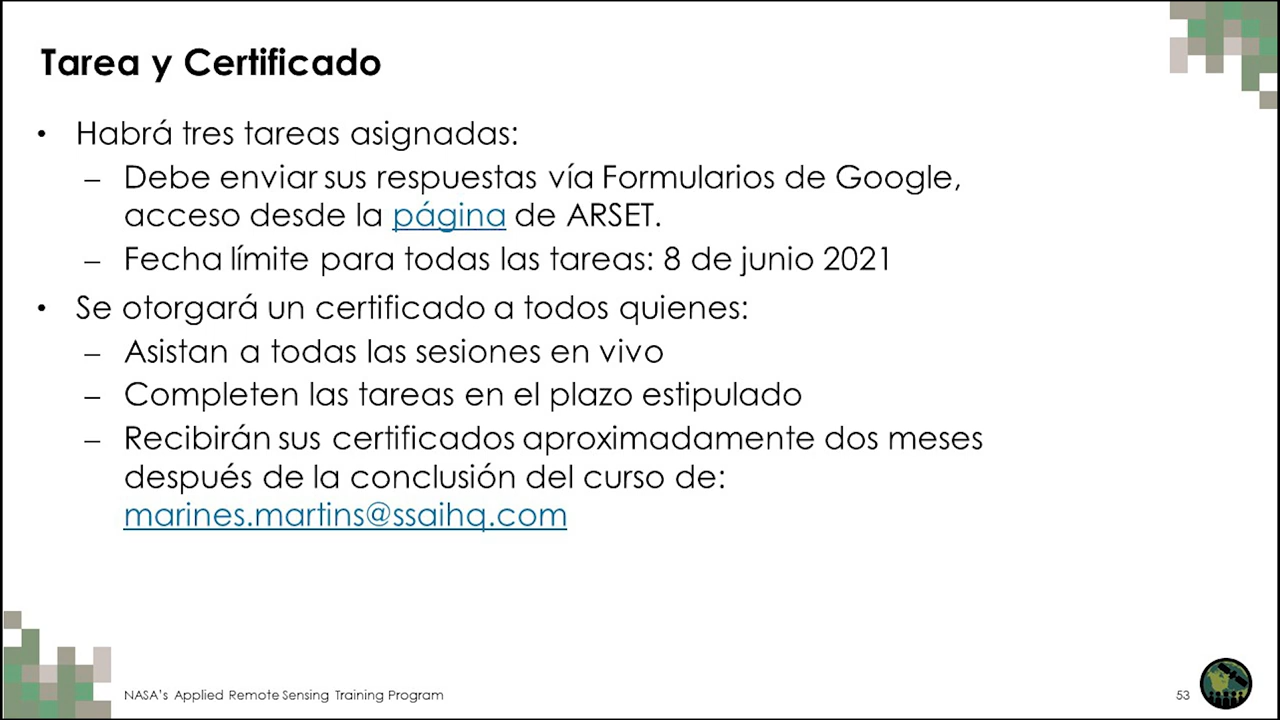 Tarea y Certificado
• Habrá tres tareas asignadas:
– Debe enviar sus respuestas vía Formularios de Google,
acceso desde la página de ARSET.
– Fecha límite para todas las tareas: 8 de junio 2021
• Se otorgará un certificado a todos quienes:
– Asistan a todas las sesiones en vivo
– Completen las tareas en el plazo estipulado
– Recibirán sus certificados aproximadamente dos meses
después de la conclusión del curso de:
marines.martins@ssaihq.com
NASA's Applied Remote Sensing Training Program
53